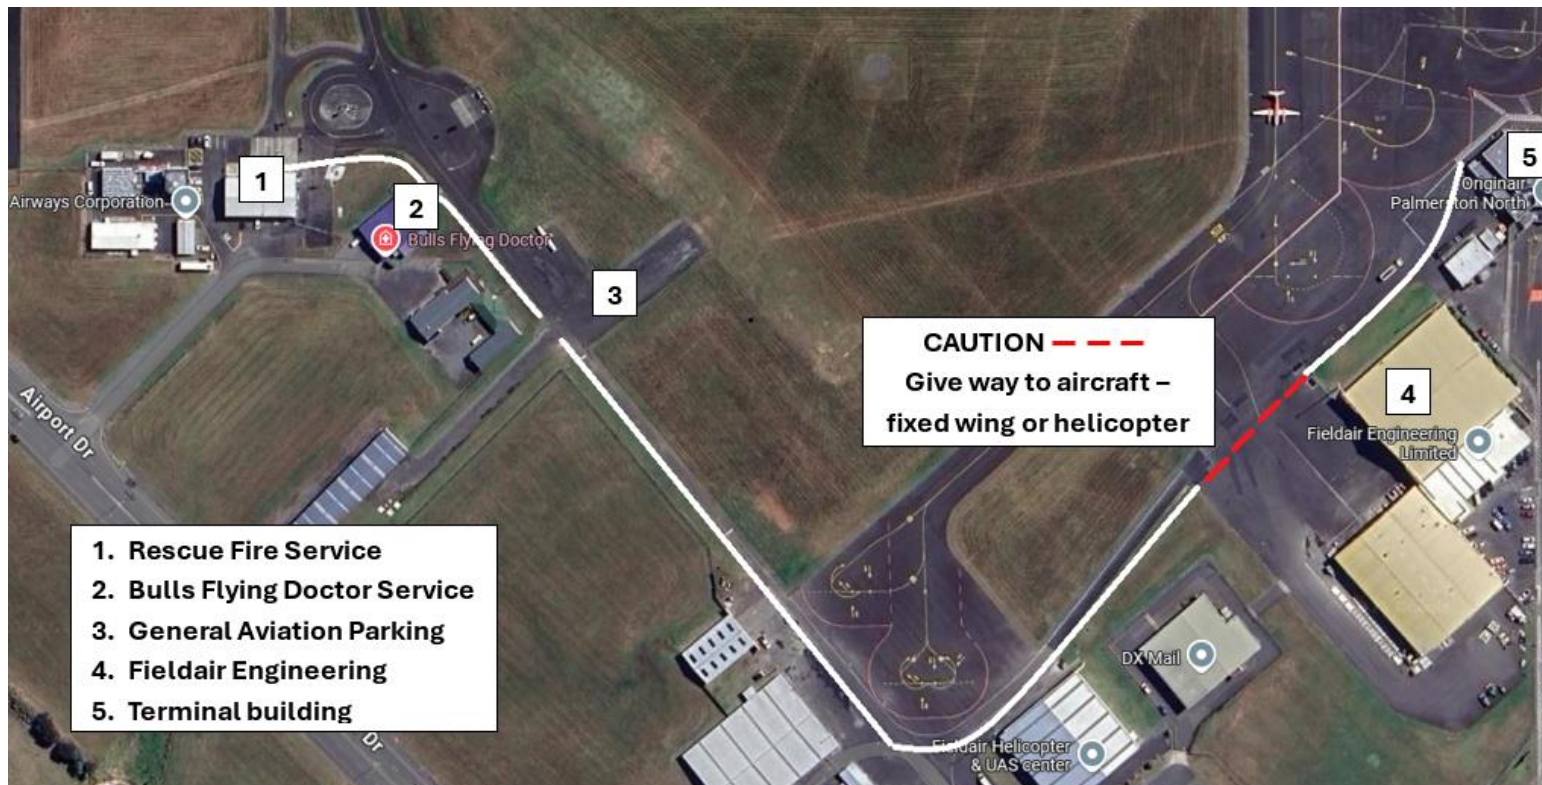 5
1
Airways Corporation
2
Bulls Flying Doctor
Originair
Palmerston North
3
CAUTION
Give way to aircraft –
fixed wing or helicopter
4
Fieldair Engineering
Limited
Airport Dr
1. Rescue Fire Service
2. Bulls Flying Doctor Service
3. General Aviation Parking
4. Fieldair Engineering
5. Terminal building
DX Mail
Dr
Fieldair Helicopter
& UAS center